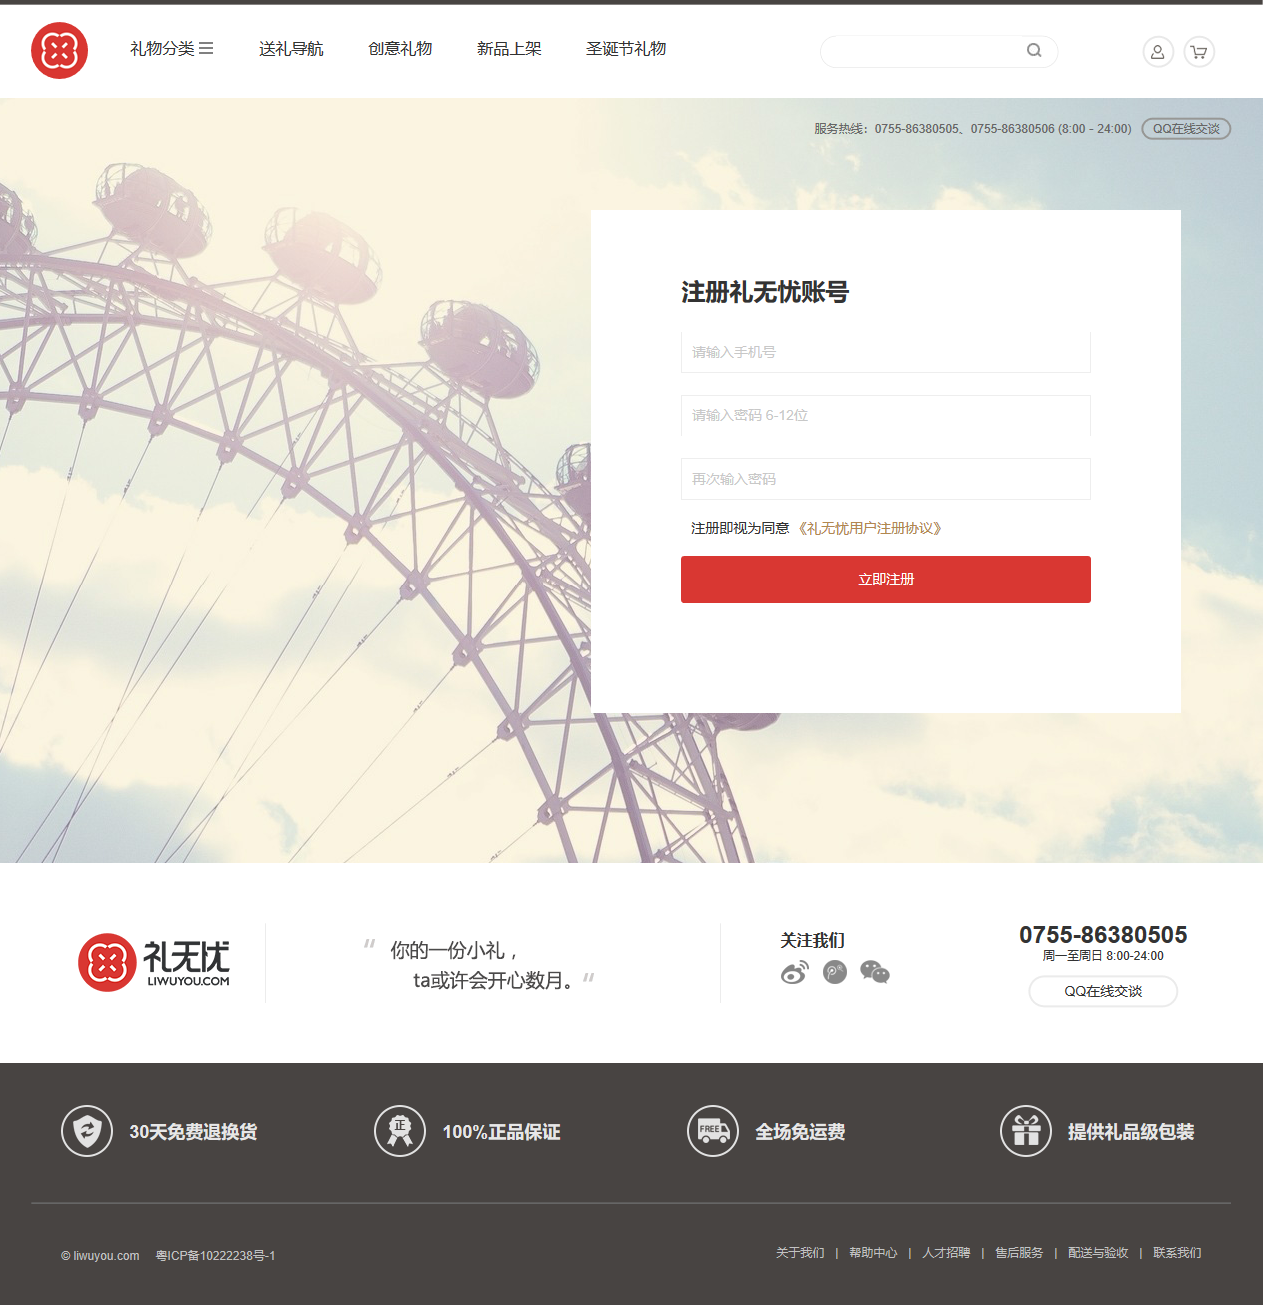 礼物分类
送礼导航
创意礼物
新品上架
圣诞节礼物
服务热线：0755-86380505、0755-86380506 (8:00 - 24:00)
QQ在线交谈
注册礼无忧账号
请输入手机号
请输入密码 6-12位
再次输入密码
注册即视为同意 《礼无忧用户注册协议》
立即注册
礼无忧
LIWUYOU.COM
“ 你的一份小礼，
ta或许会开心数月。 “
关注我们
0755-86380505
周一至周日 8:00-24:00
QQ在线交谈
30天免费退换货
正
100%正品保证
FREE
全场免运费
提供礼品级包装
© liwuyou.com 粤ICP备10222238号-1
关于我们 | 帮助中心 | 人才招聘 | 售后服务 | 配送与验收 | 联系我们